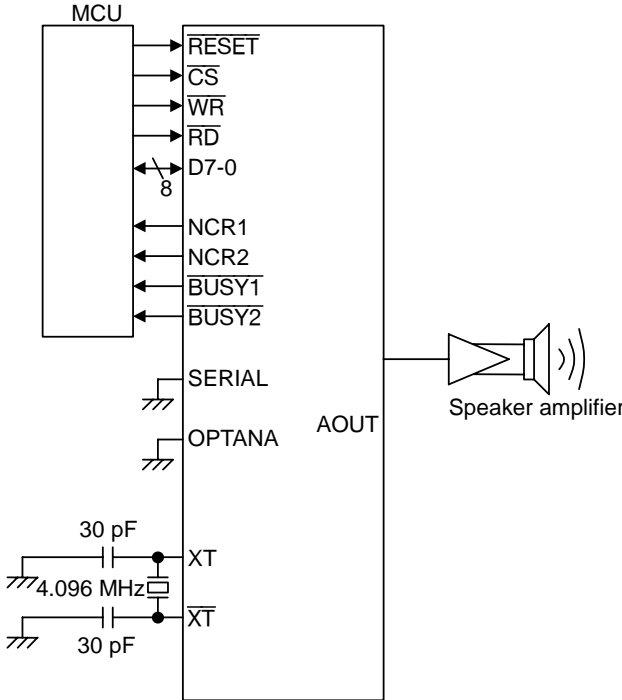 MCU
RESET
CS
WR
RD
D7-0
8
NCR1
NCR2
BUSY1
BUSY2
SERIAL
OPTANA
AOUT
Speaker amplifier
30 pF
XT
4.096 MHz
XT
30 pF